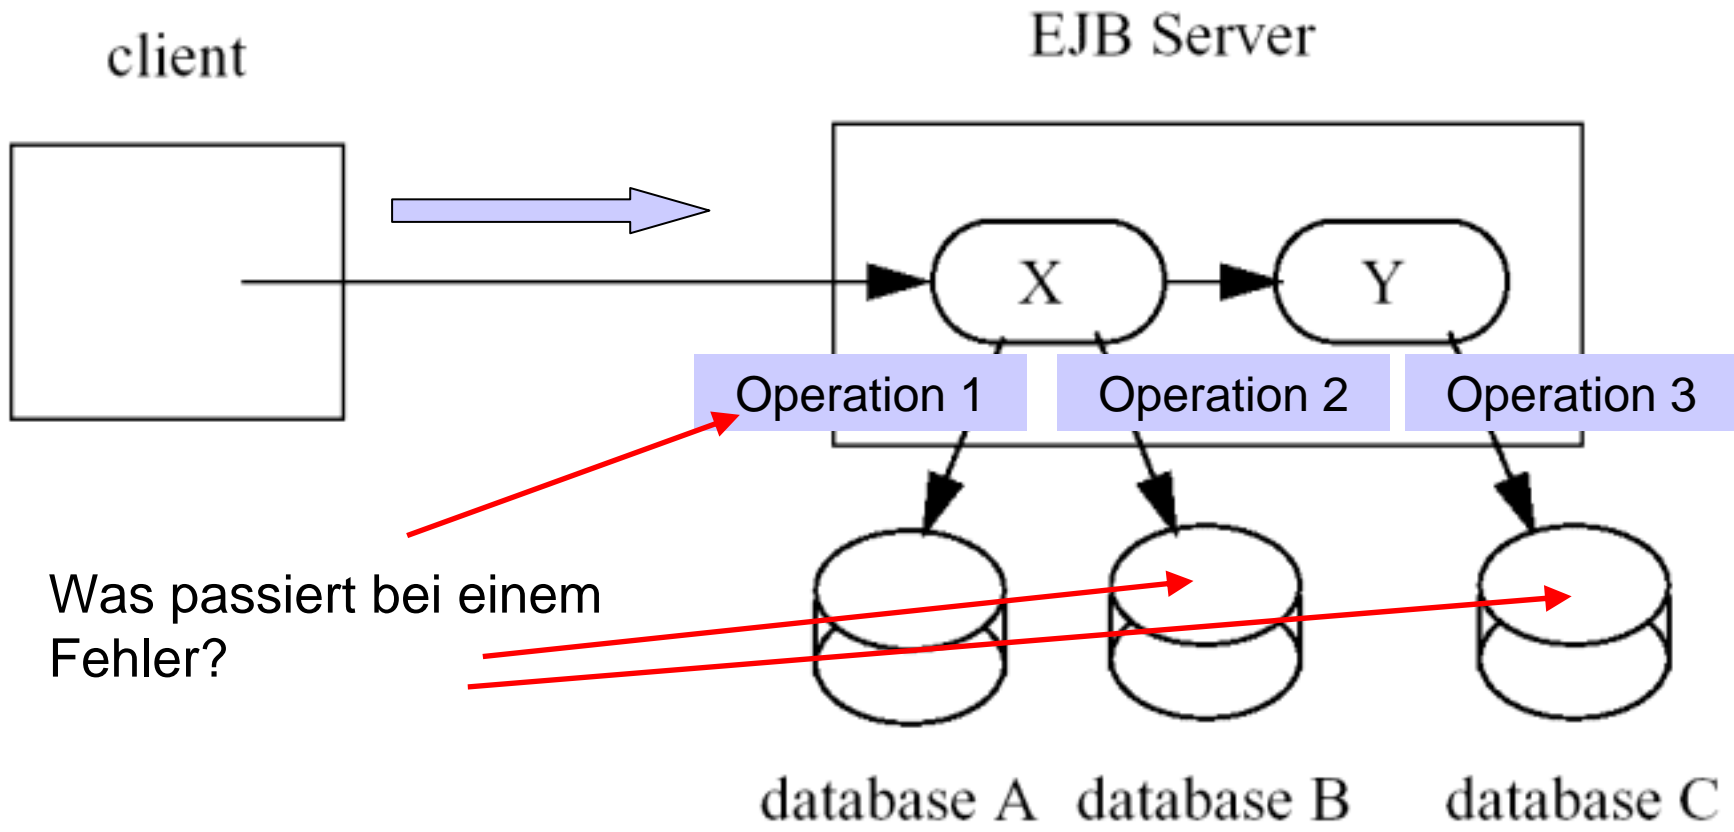 client
EJB Server
X
Y
Operation 1
Operation 2
Operation 3
Was passiert bei einem
Fehler?
database A
database B
database C